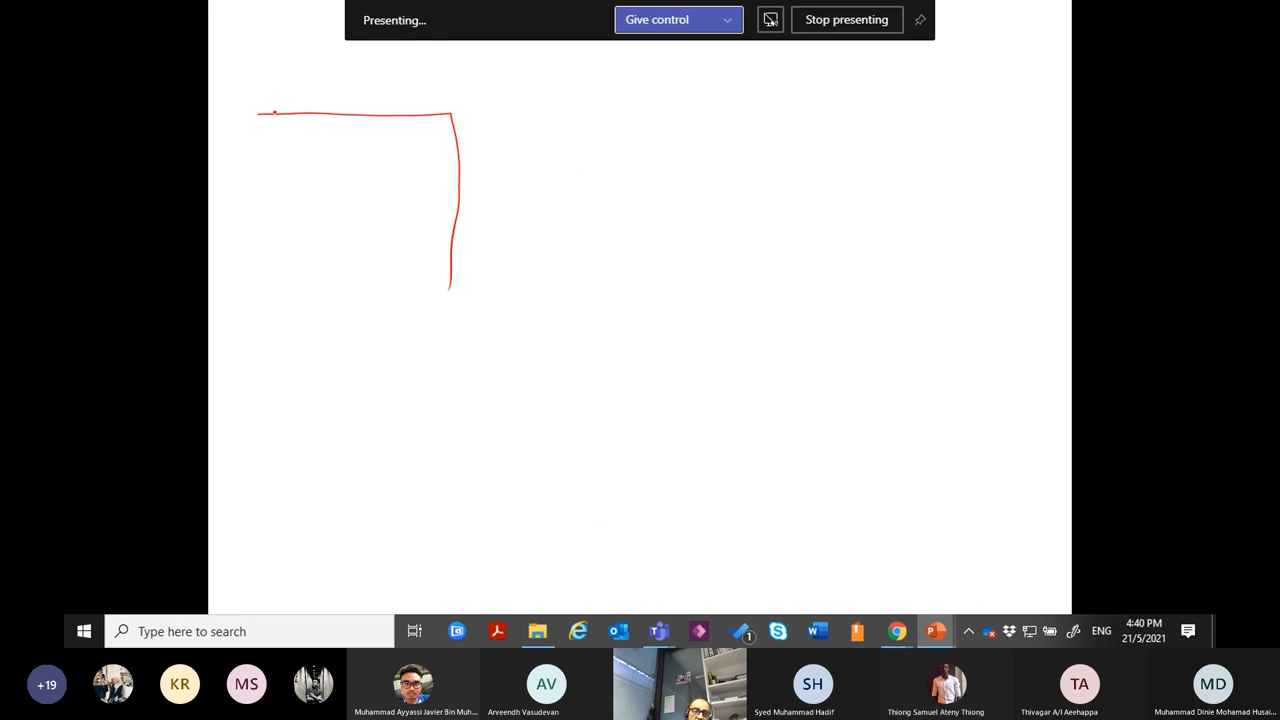 Presenting...
Give control
Stop presenting
Type here to search
1
ENG
4:40 PM
21/5/2021
+19
KR
MS
AV
SH
TA
MD
Muhammad Ayyassi Javier Bin Muh...
Arveendh Vasudevan
Syed Muhammad Hadif
Thiong Samuel Ateny Thiong
Thivagar A/l Aeehappa
Muhammad Dinie Mohamad Husai...